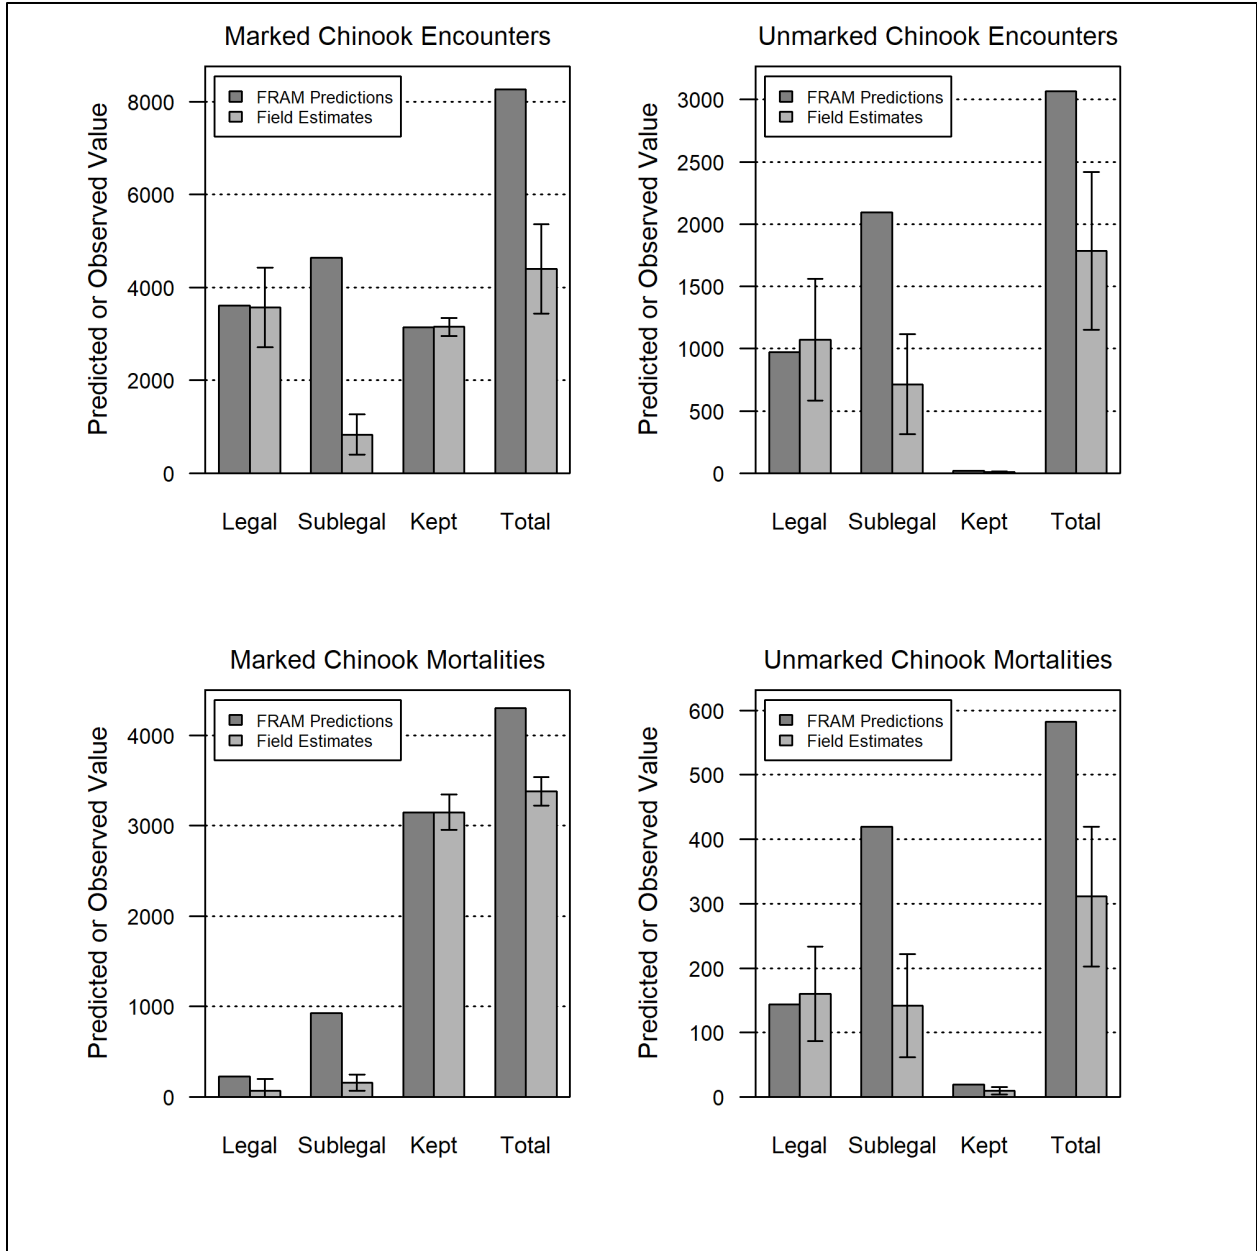 Marked Chinook Encounters
Predicted or Observed Value
8000
6000
4000
2000
0
FRAM Predictions
Field Estimates
Legal Sublegal Kept Total
Unmarked Chinook Encounters
Predicted or Observed Value
3000
2500
2000
1500
1000
500
0
FRAM Predictions
Field Estimates
Legal Sublegal Kept Total
Marked Chinook Mortalities
Predicted or Observed Value
4000
3000
2000
1000
0
FRAM Predictions
Field Estimates
Legal Sublegal Kept Total
Unmarked Chinook Mortalities
Predicted or Observed Value
600
500
400
300
200
100
0
FRAM Predictions
Field Estimates
Legal Sublegal Kept Total